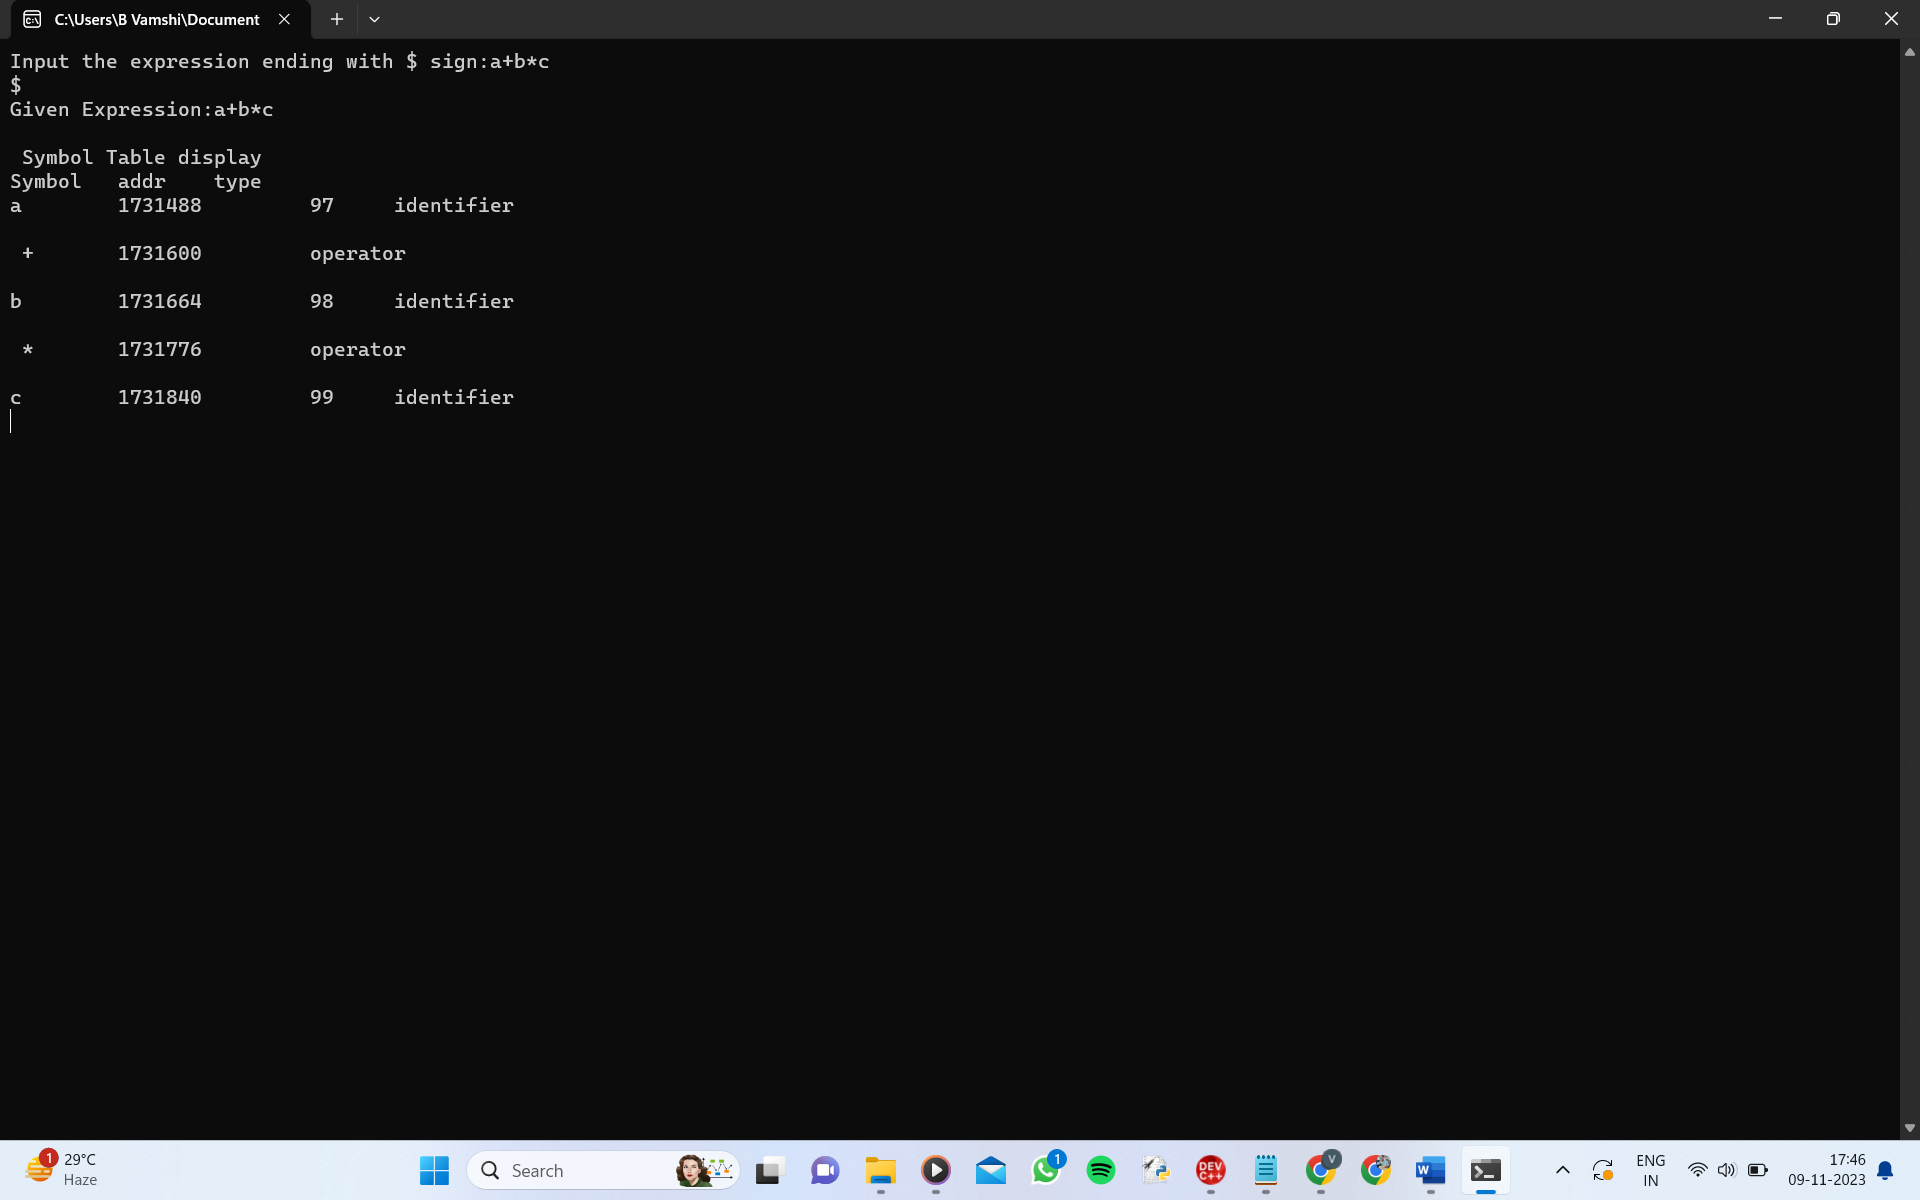 C:\Users\B Vamshi\Document
Input the expression ending with $ sign:a+b*c
$
Given Expression:a+b*c
Symbol Table display
Symbol addr type
a 1731488 97 identifier
+ 1731600 operator
b 1731664 98 identifier
* 1731776 operator
c 1731840 99 identifier
1
29°C
Haze
Search
1
DEV C++
V
W
ENG
IN
17:46
09-11-2023